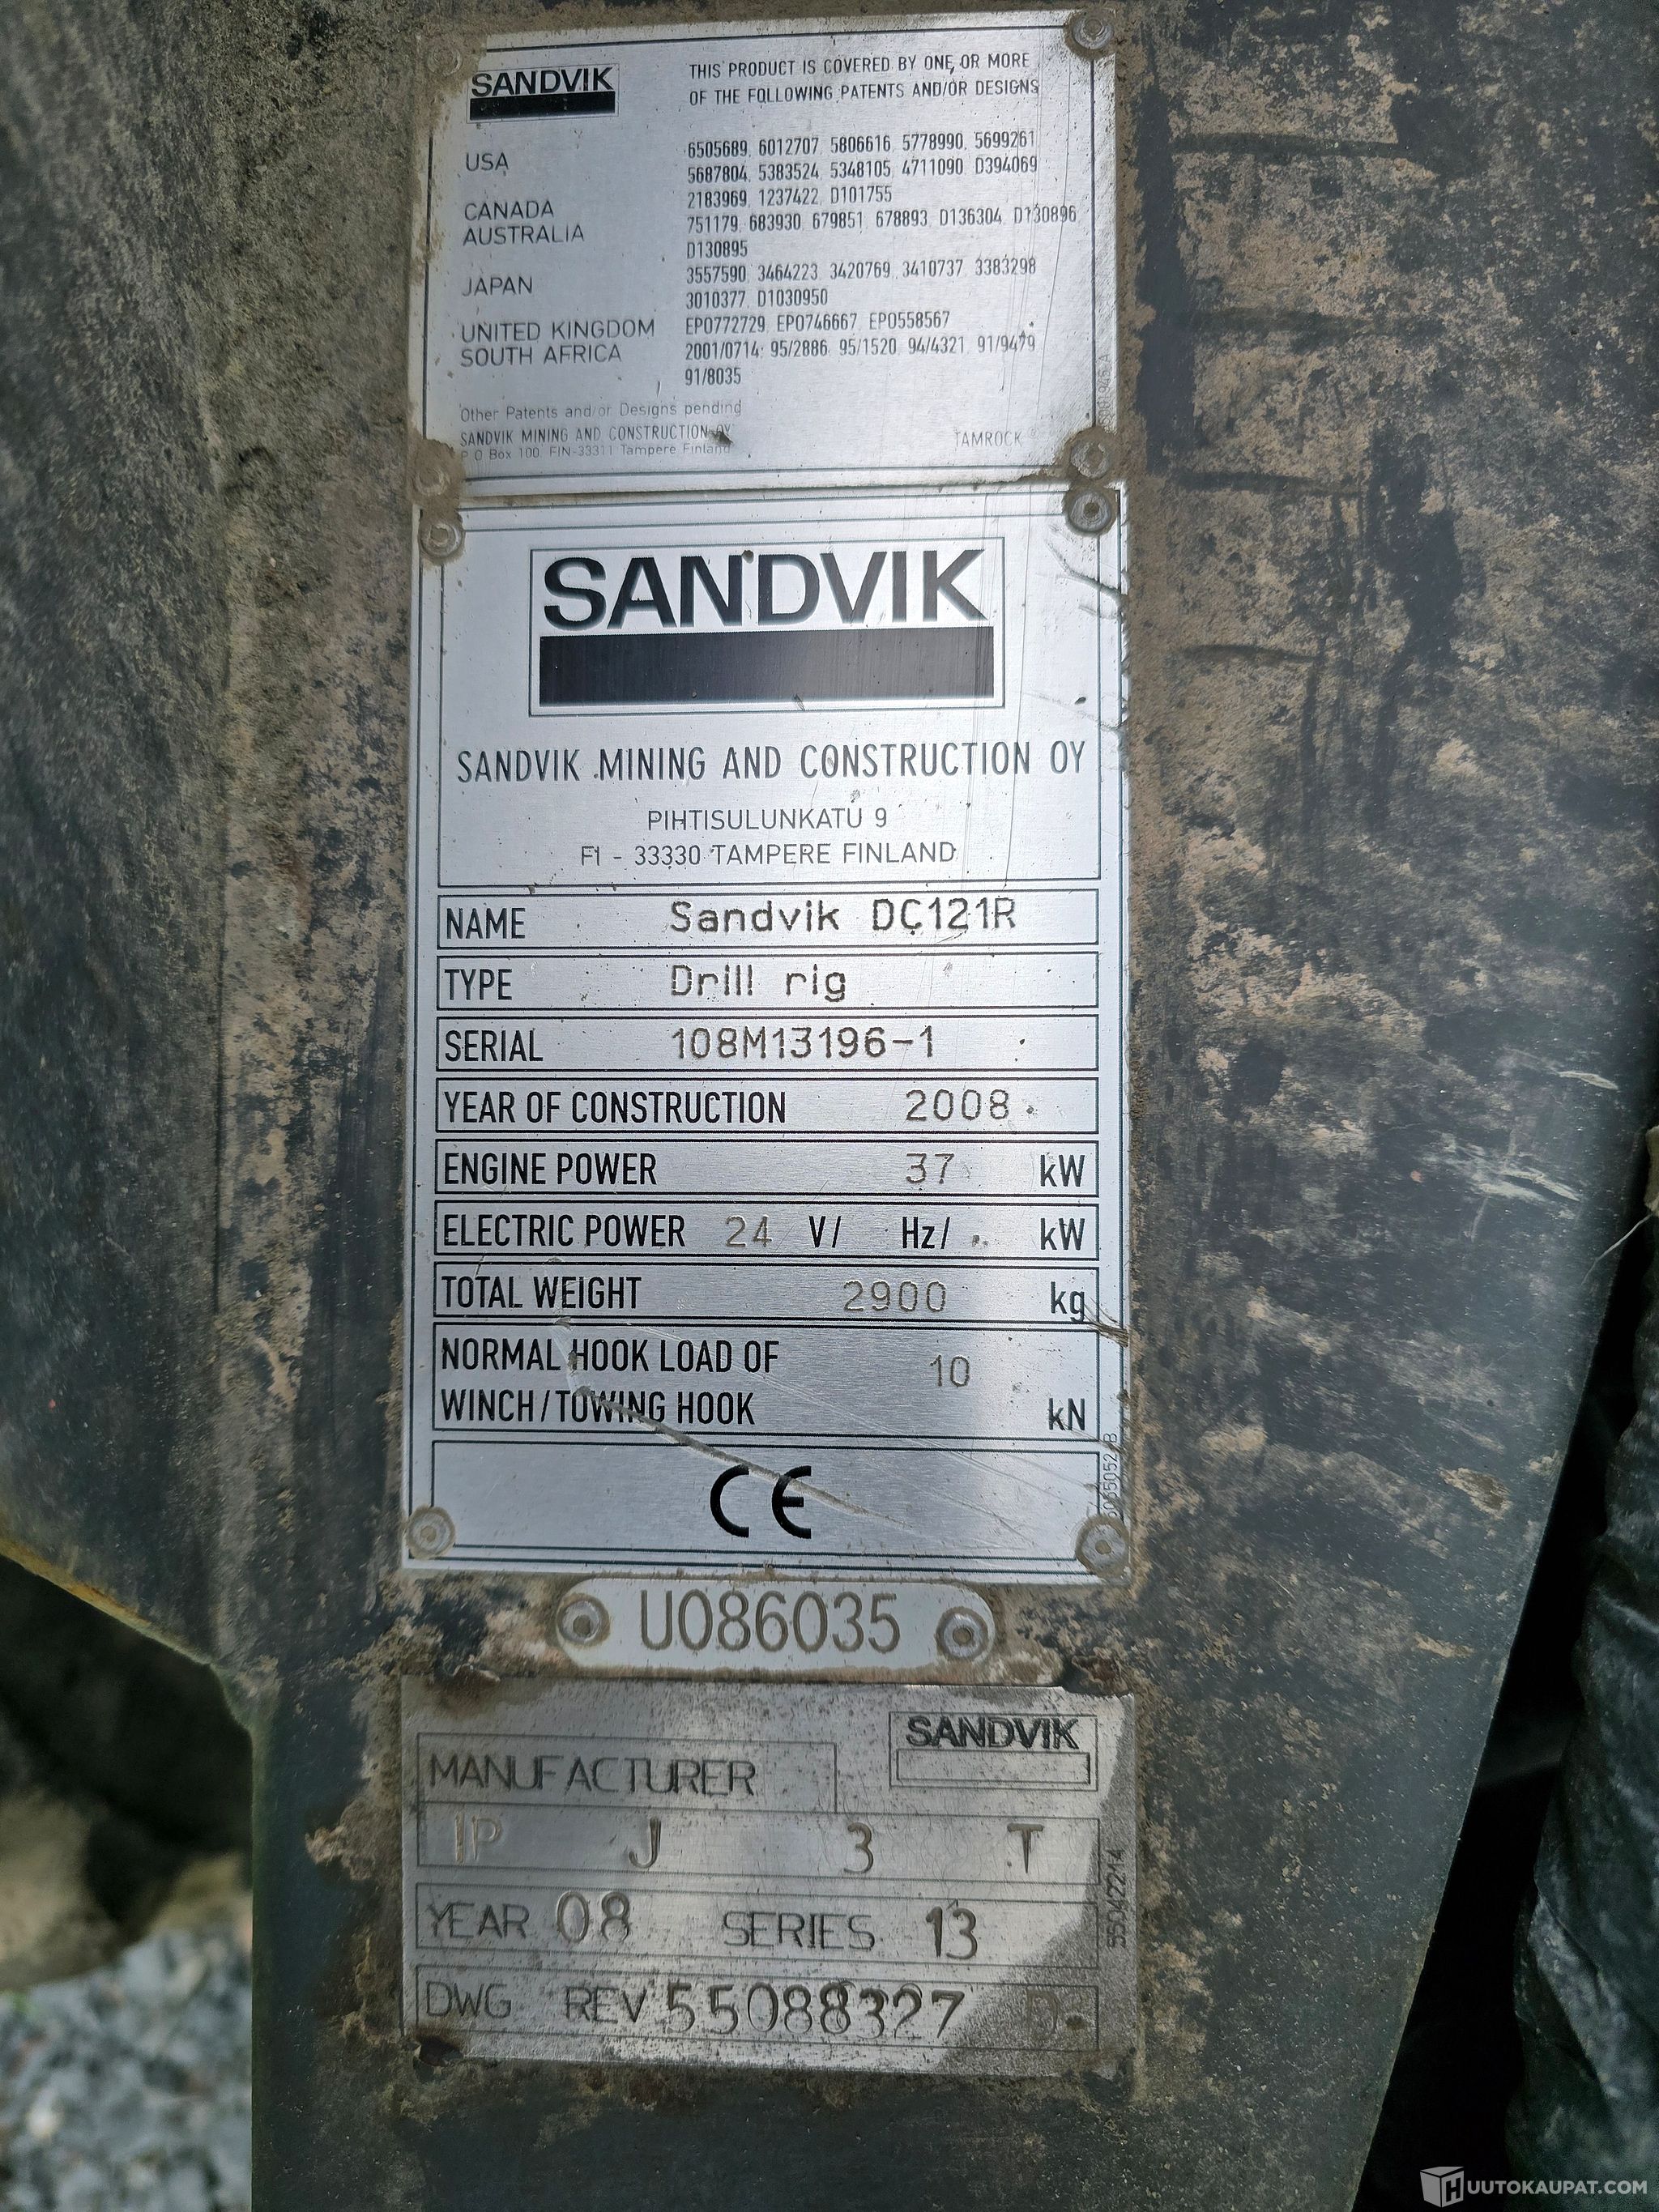 SANDVIK
THIS PRODUCT IS COVERED BY ONE, OR MORE
OF THE FOLLOWING PATENTS AND/OR DESIGNS
USA 6505689, 6012707, 5806616, 5778990, 5699261
5687804, 5383524, 5348105, 4711090, D394069
CANADA 2183969, 1237422, D101755
AUSTRALIA 751179, 683930, 679851, 678893, D136304, D130896,
D130895
JAPAN 3557590, 3464223, 3420769, 3410737, 3383298
3010377, D1030950
UNITED KINGDOM EP0772729, EP0746667, EP0558567
SOUTH AFRICA 2001/0714, 95/2886, 95/1520, 94/4321, 91/9479
91/8035
Other Patents and/or Designs pending
SANDVIK MINING AND CONSTRUCTION OY
P.O Box 100, FIN-33311 Tampere Finland
TAMROCK
SANDVIK
SANDVIK MINING AND CONSTRUCTION OY
PIHTISULUNKATU 9
FI - 33330 TAMPERE FINLAND
NAME Sandvik DC121R
TYPE Drill rig
SERIAL 108M13196-1
YEAR OF CONSTRUCTION 2008
ENGINE POWER 37 kW
ELECTRIC POWER 24 V/ Hz/ kW
TOTAL WEIGHT 2900 kg
NORMAL HOOK LOAD OF
WINCH/TOWING HOOK 10 kN
CE
U086035
SANDVIK
MANUFACTURER
IP J 3 T
YEAR 08 SERIES 13
55042214
DWG REV 55088327 D
HUUTOKAUPAT.COM